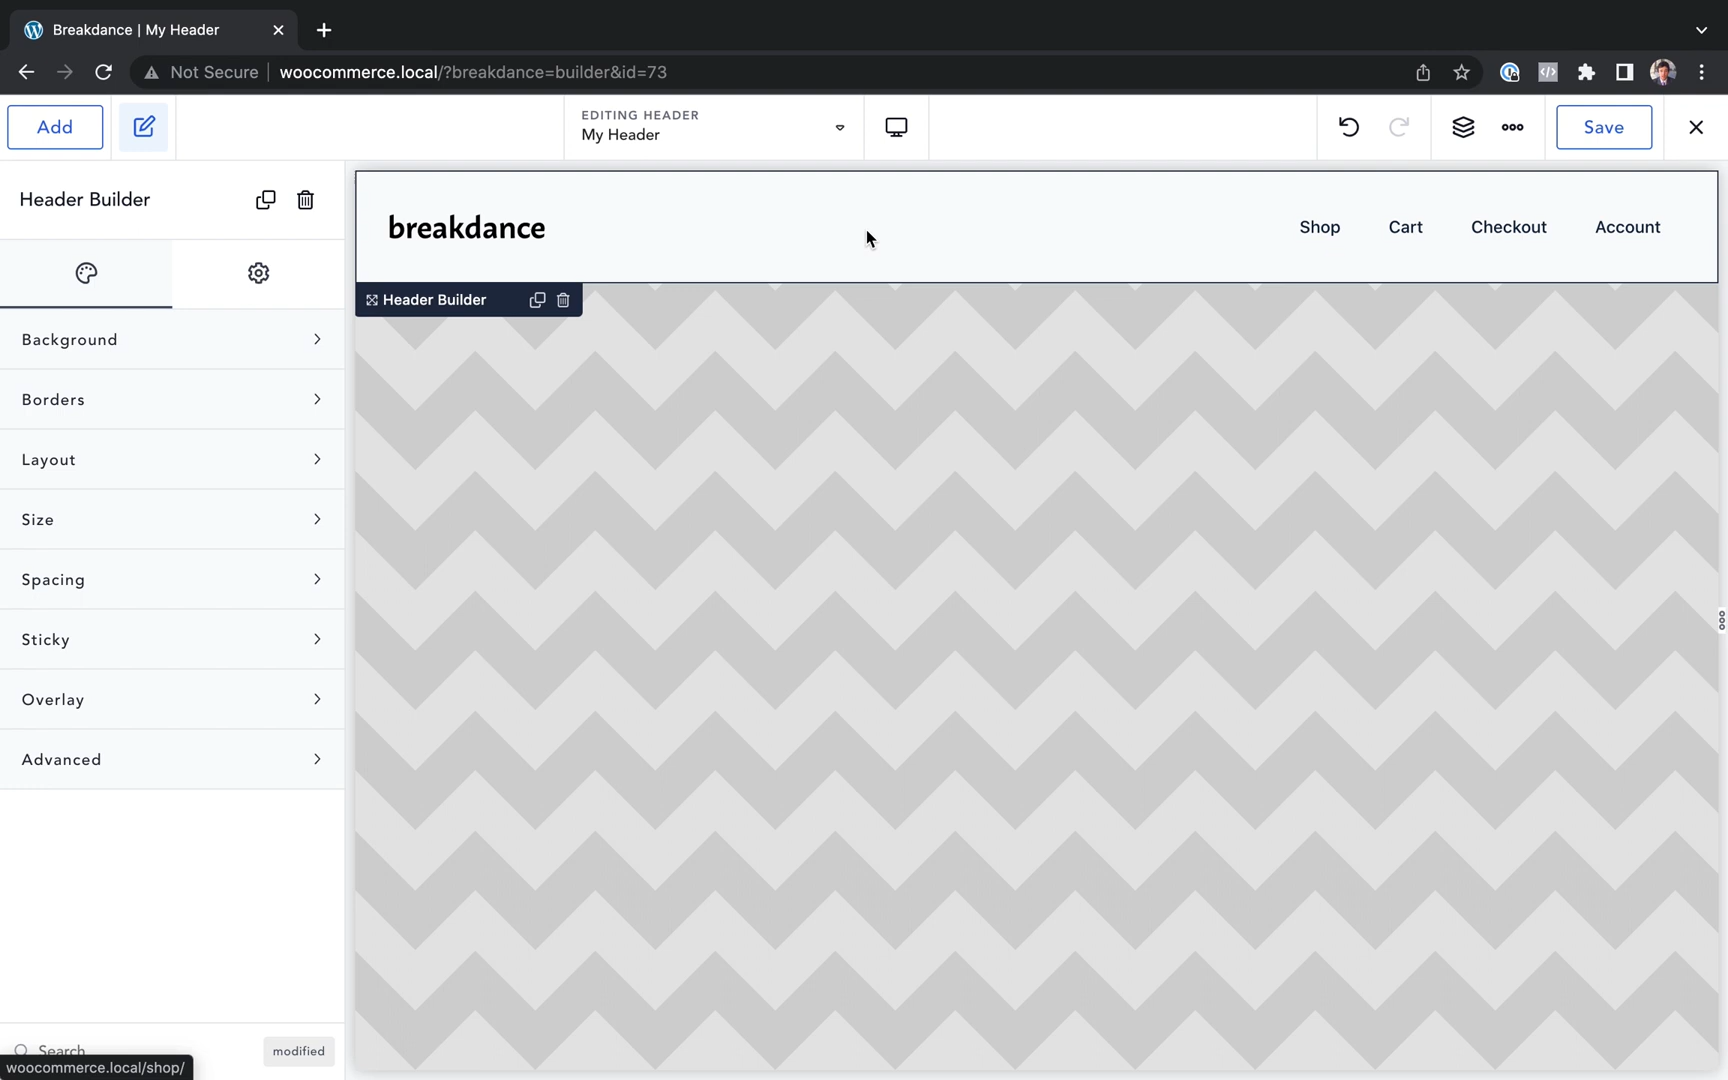 Breakdance | My Header
Not Secure
woocommerce.local/?breakdance=builder&id=73
Add
EDITING HEADER
My Header
Save
Header Builder
Background
Borders
Layout
Size
Spacing
Sticky
Overlay
Advanced
Search
modified
woocommerce.local/shop/
breakdance
Shop
Cart
Checkout
Account
Header Builder